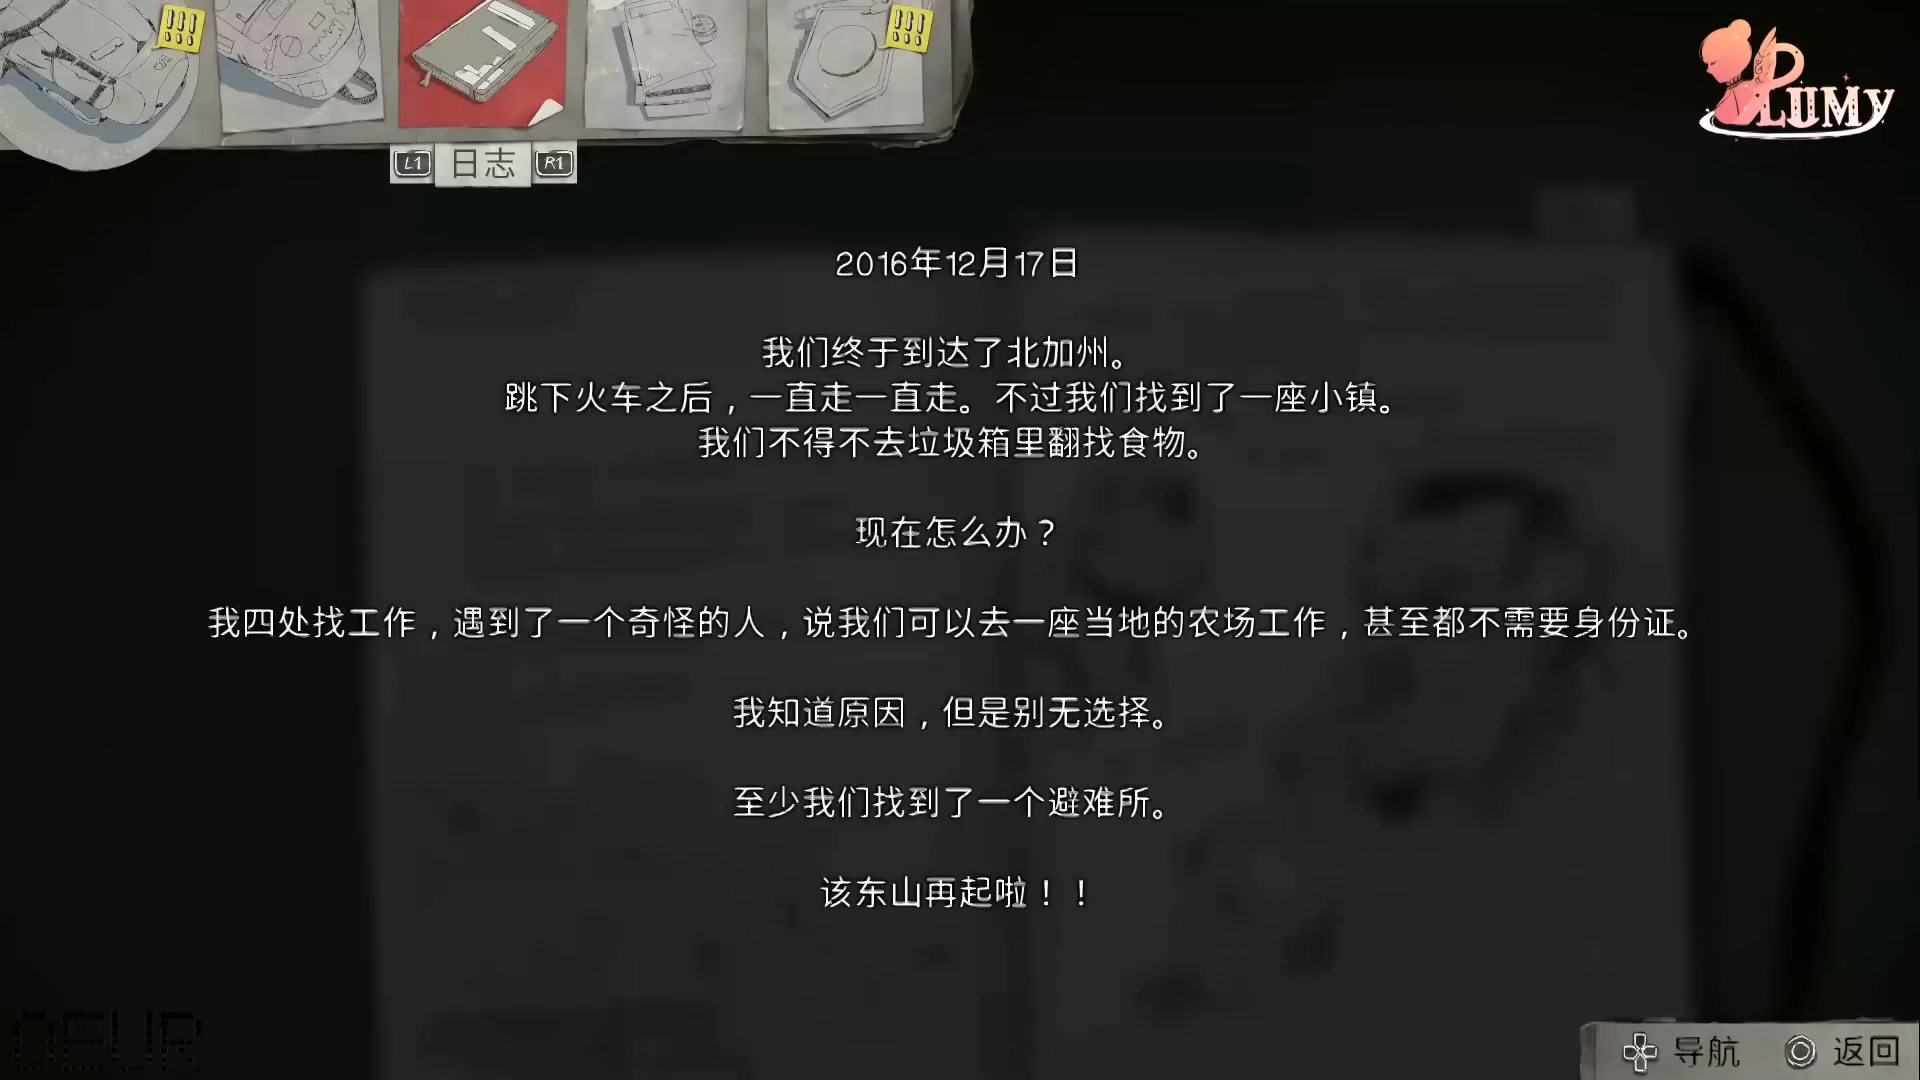 PLUMY
L1 日志 R1
2016年12月17日
我们终于到达了北加州。
跳下火车之后，一直走一直走。不过我们找到了一座小镇。
我们不得不去垃圾箱里翻找食物。
现在怎么办？
我四处找工作，遇到了一个奇怪的人，说我们可以去一座当地的农场工作，甚至都不需要身份证。
我知道原因，但是别无选择。
至少我们找到了一个避难所。
该东山再起啦！！
导航 返回